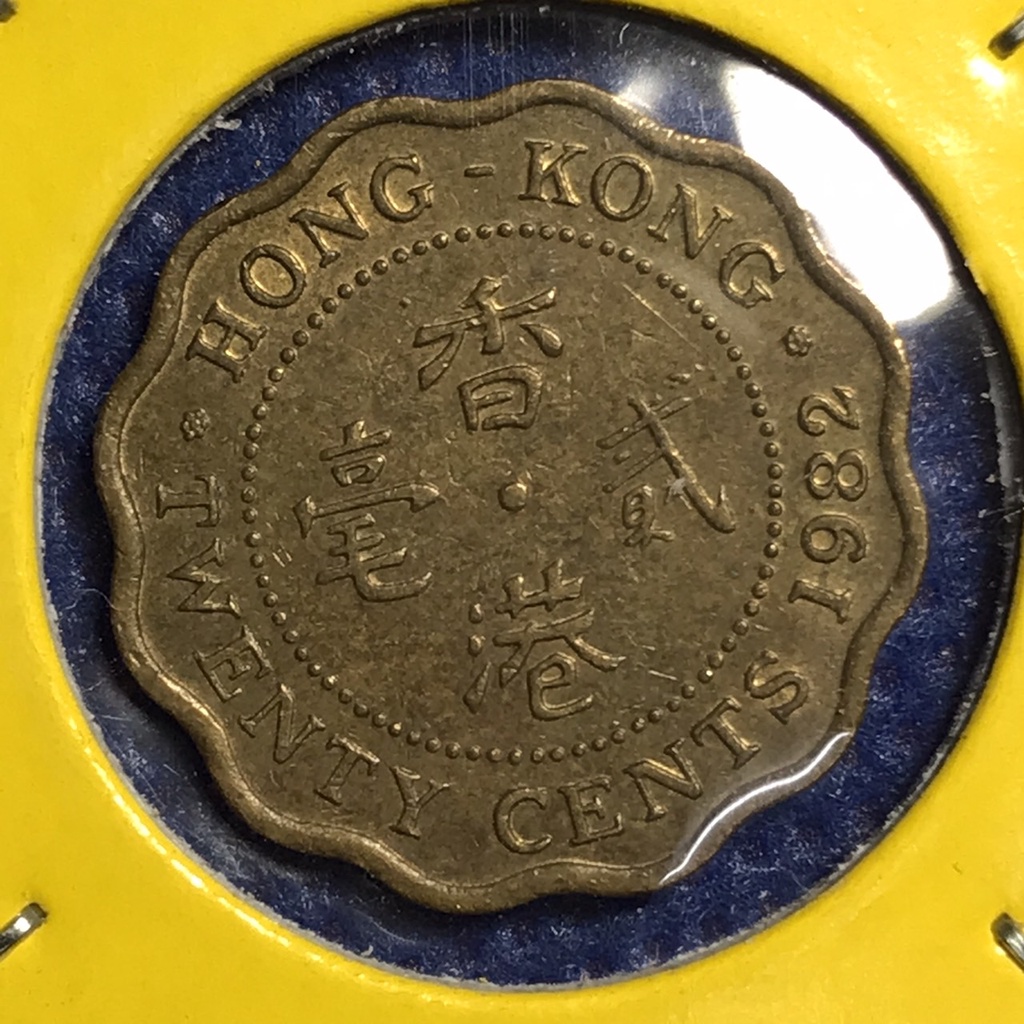 HONG - KONG
香
港
貳
毫
TWENTY CENTS 1982